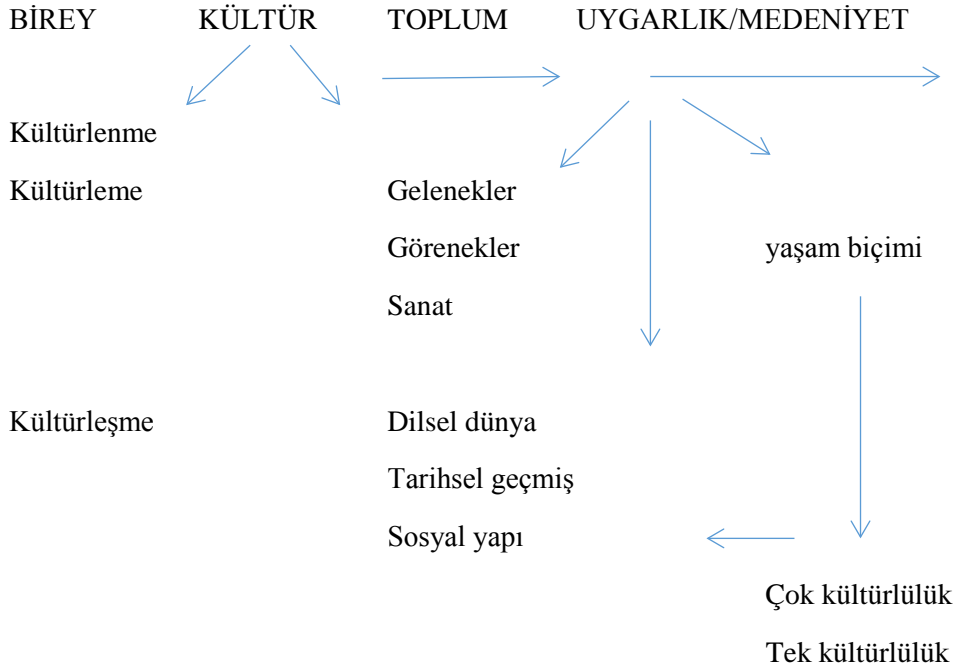 BİREY KÜLTÜR TOPLUM UYGARLIK/MEDENİYET
Kültürlenme
Kültürleme Gelenekler
Görenekler yaşam biçimi
Sanat
Kültürleşme Dilsel dünya
Tarihsel geçmiş
Sosyal yapı
Çok kültürlülük
Tek kültürlülük